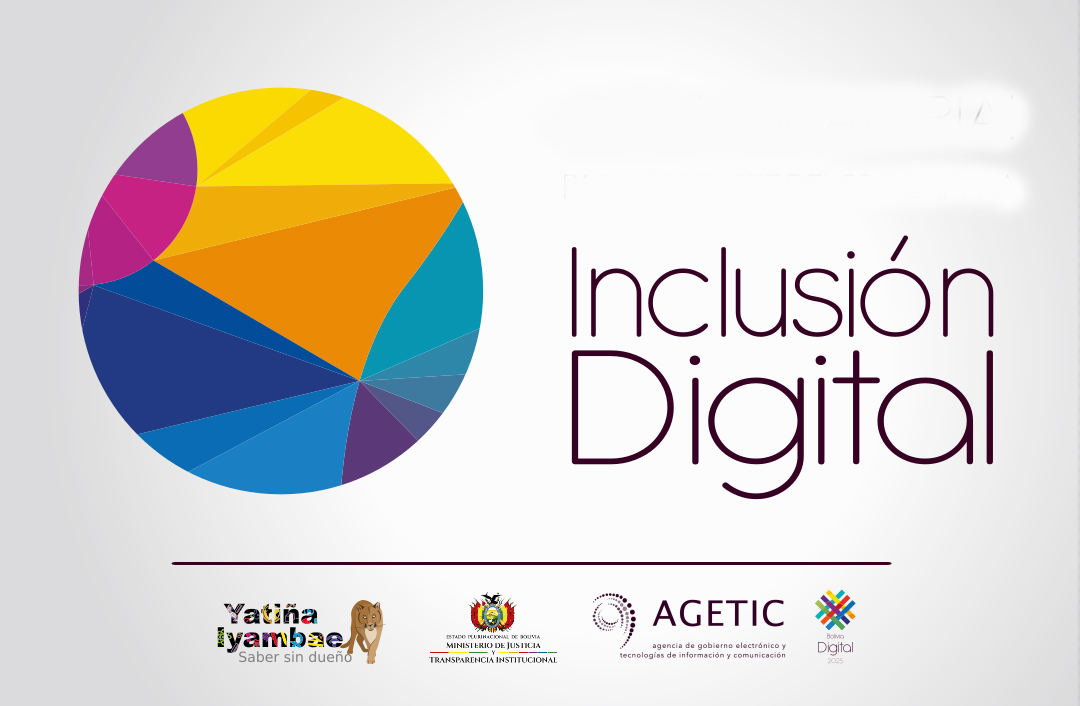 Inclusión
Digital
Yatiña
Iyambae
Saber sin dueño
ESTADO PLURINACIONAL DE BOLIVIA
MINISTERIO DE JUSTICIA
Y
TRANSPARENCIA INSTITUCIONAL
AGETIC
agencia de gobierno electrónico y
tecnologías de información y comunicación
Bolivia
Digital
2025